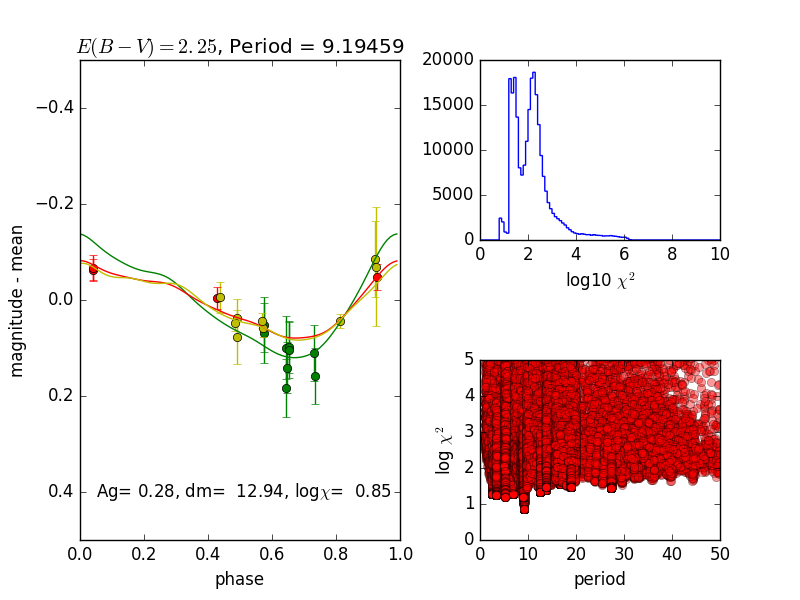 E(B − V) = 2.25, Period = 9.19459
magnitude - mean
−0.4
−0.2
0.0
0.2
0.4
Ag= 0.28, dm=  12.94, logχ=  0.85
0.0 0.2 0.4 0.6 0.8 1.0
phase
20000
15000
10000
5000
0
0 2 4 6 8 10
log10 χ²
log χ²
5
4
3
2
1
0
0 10 20 30 40 50
period